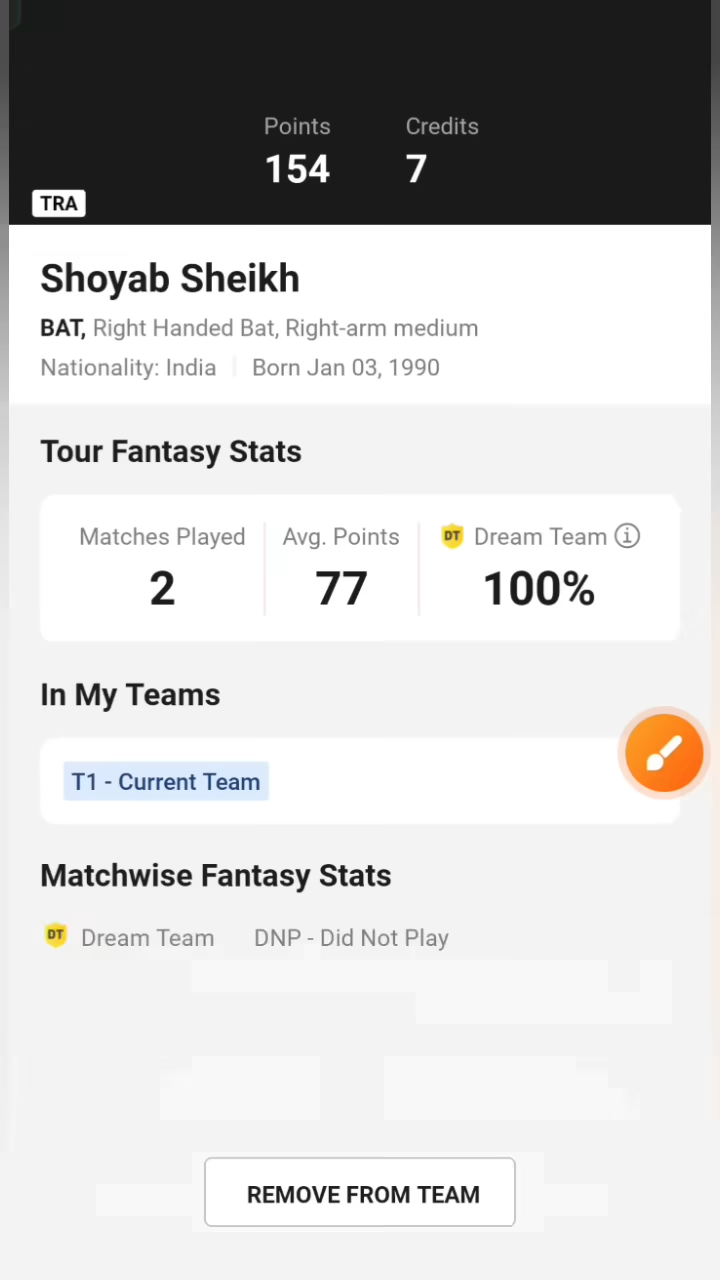 Points Credits
154 7
TRA
Shoyab Sheikh
BAT, Right Handed Bat, Right-arm medium
Nationality: India Born Jan 03, 1990
Tour Fantasy Stats
Matches Played Avg. Points DT Dream Team i
2 77 100%
In My Teams
T1 - Current Team
Matchwise Fantasy Stats
DT Dream Team DNP - Did Not Play
REMOVE FROM TEAM